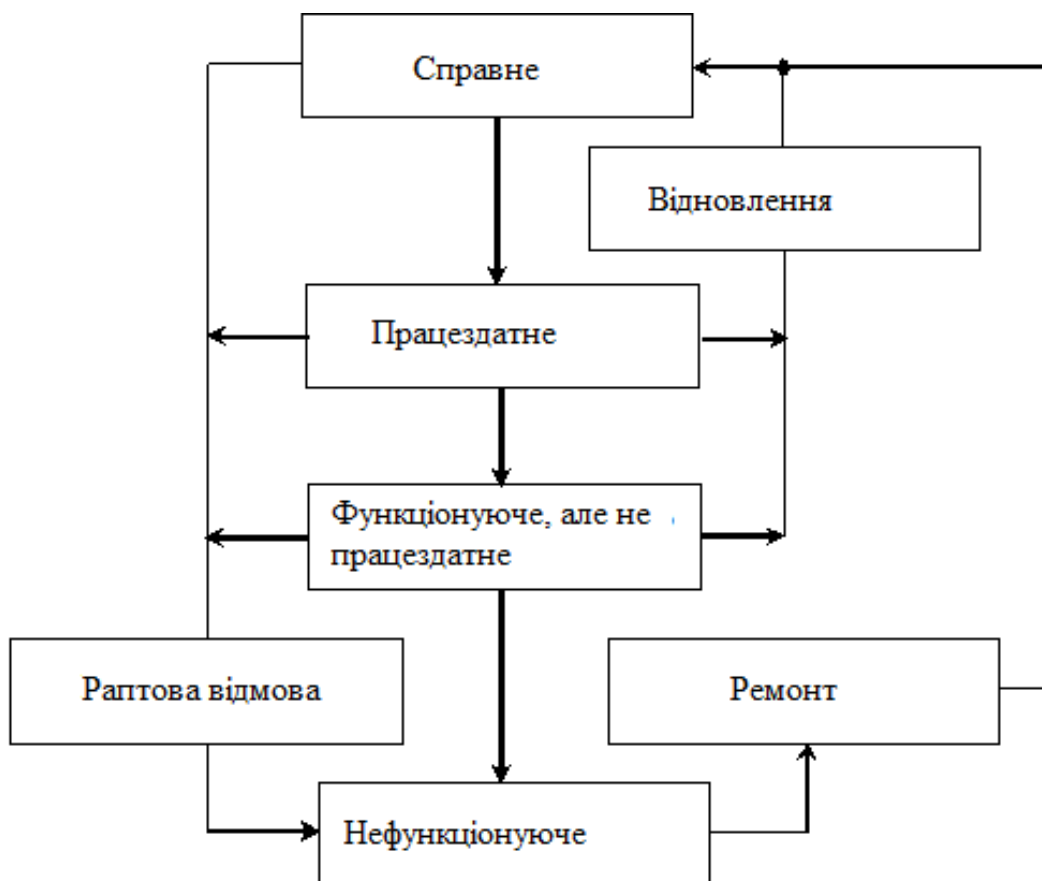 Справне
Відновлення
Працездатне
Функціонуюче, але не
працездатне
Раптова відмова
Ремонт
Нефункціонуюче